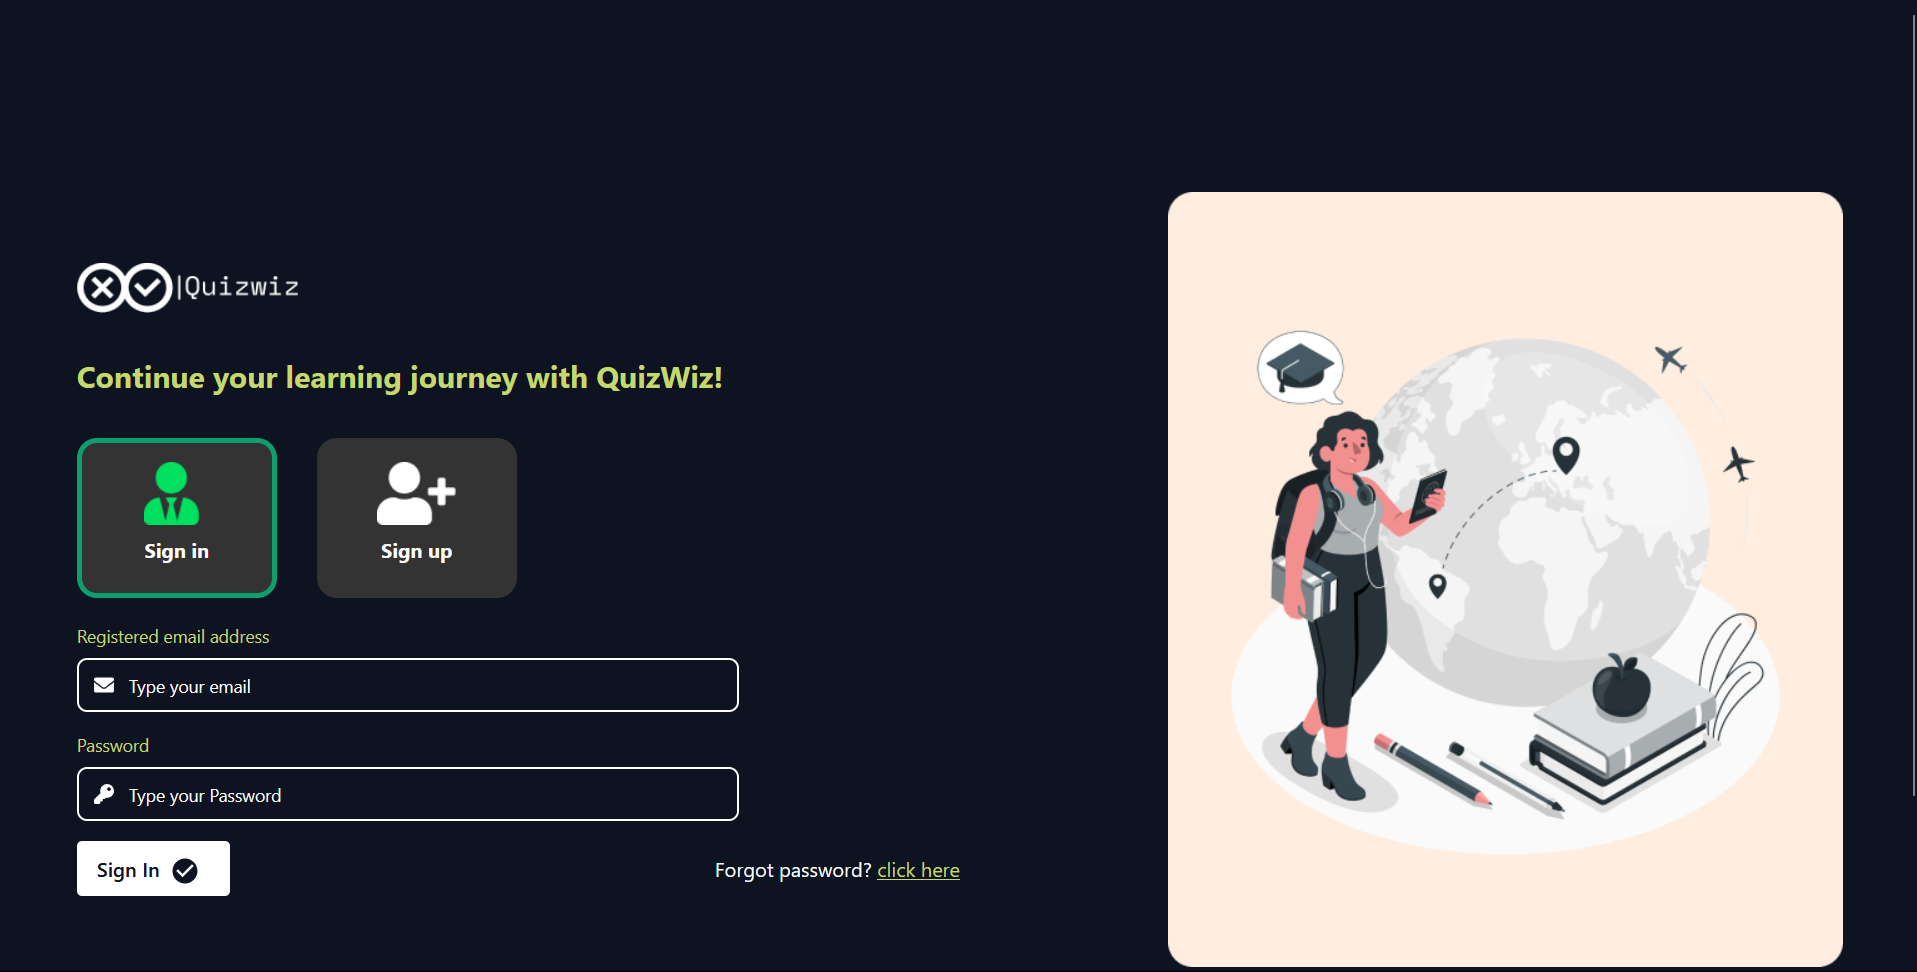 |Quizwiz
Continue your learning journey with QuizWiz!
Sign in
Sign up
Registered email address
Type your email
Password
Type your Password
Sign In
Forgot password? click here